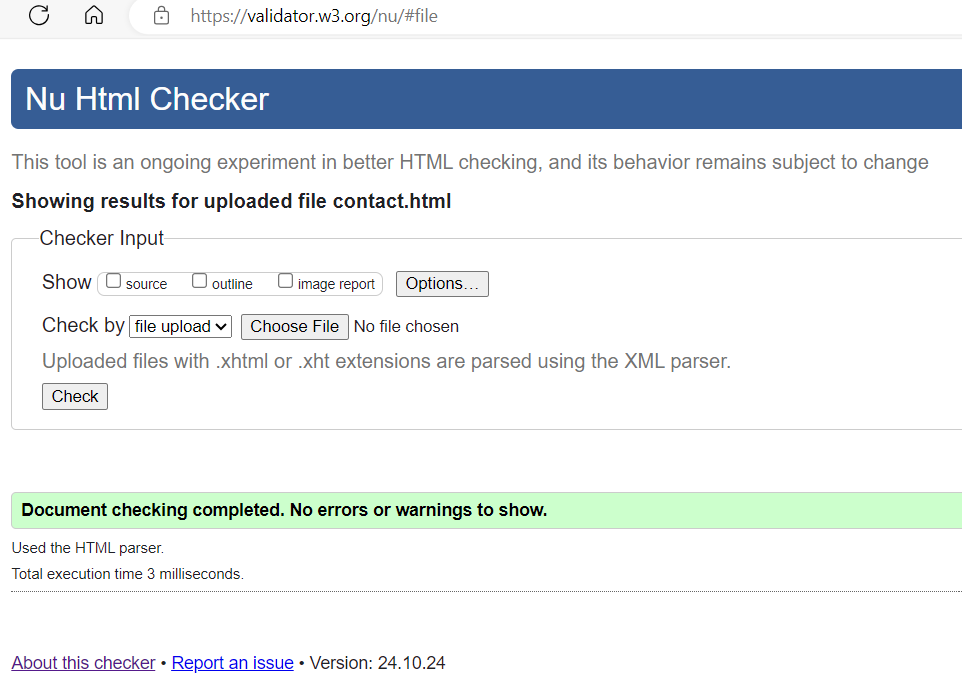 https://validator.w3.org/nu/#file
Nu Html Checker
This tool is an ongoing experiment in better HTML checking, and its behavior remains subject to change
Showing results for uploaded file contact.html
Checker Input
Show source outline image report Options...
Check by file upload Choose File No file chosen
Uploaded files with .xhtml or .xht extensions are parsed using the XML parser.
Check
Document checking completed. No errors or warnings to show.
Used the HTML parser.
Total execution time 3 milliseconds.
About this checker • Report an issue • Version: 24.10.24